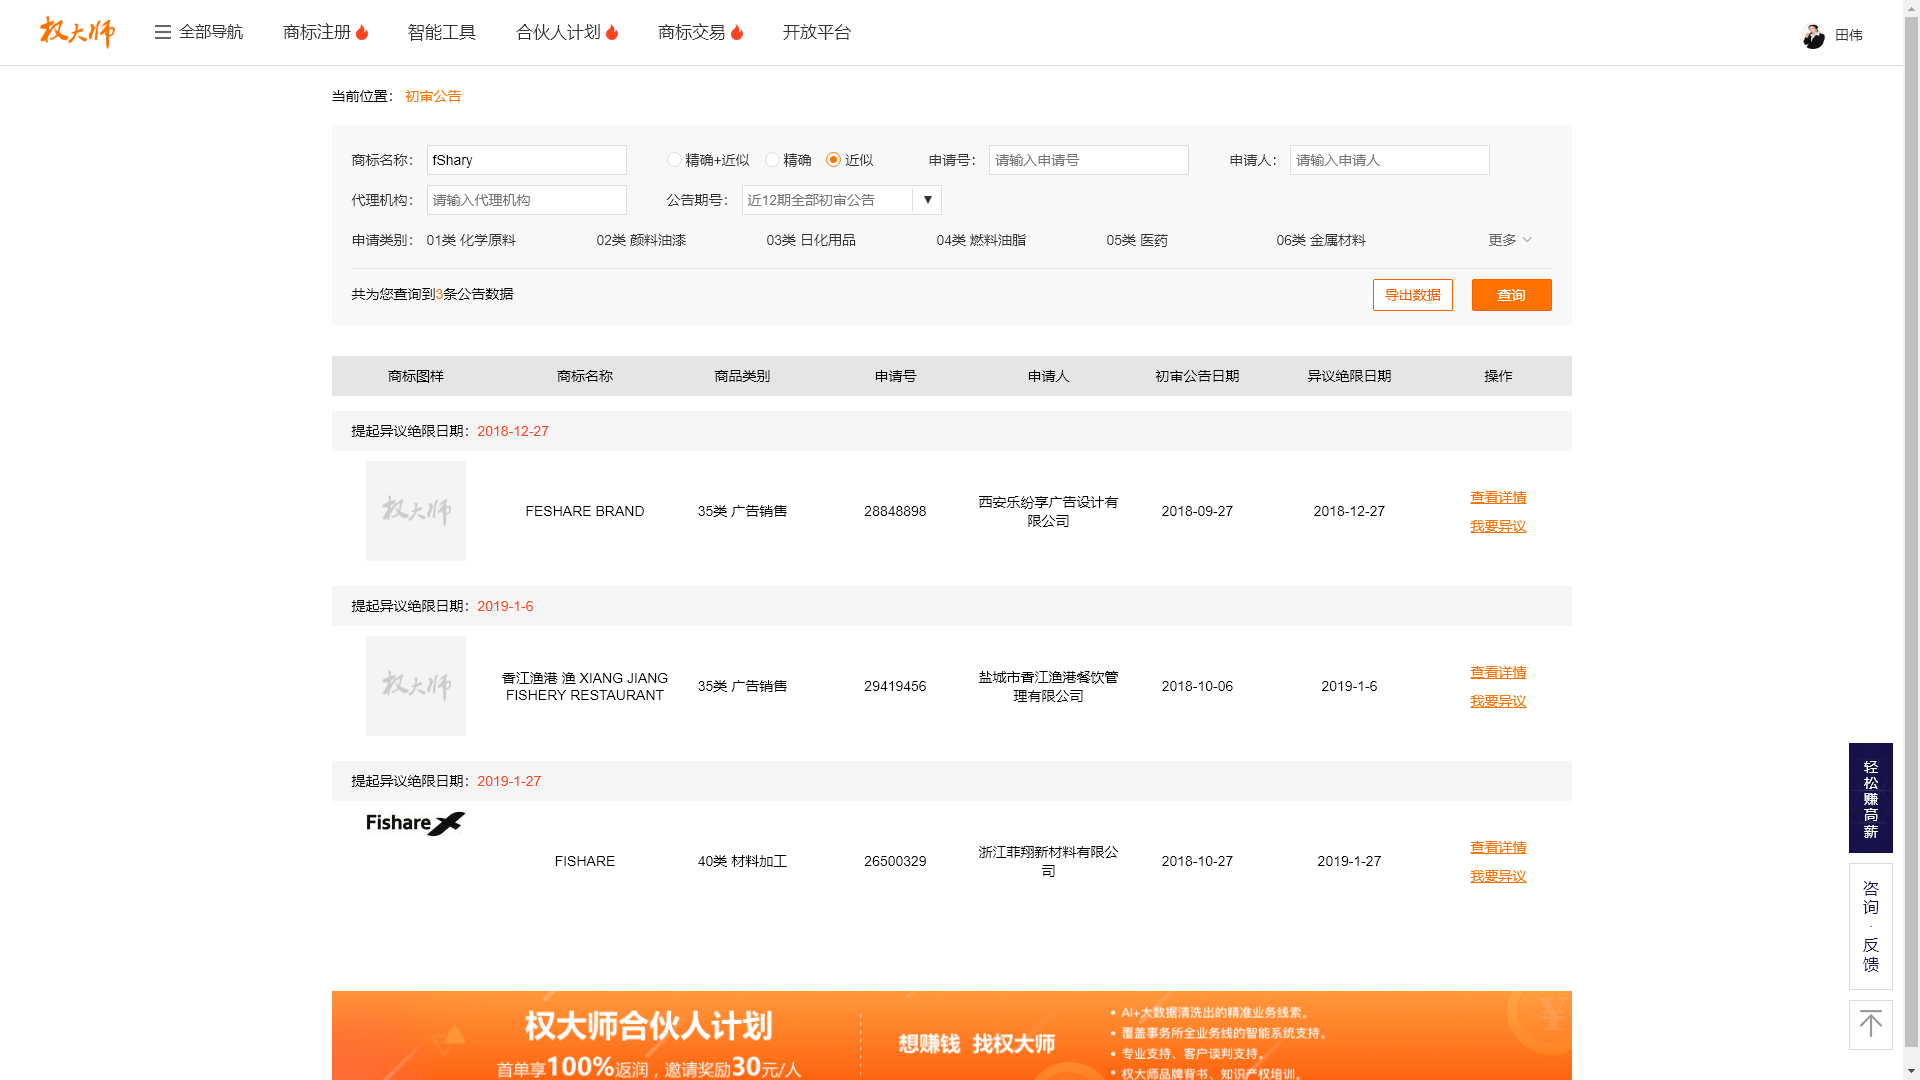 权大师
全部导航 商标注册 智能工具 合伙人计划 商标交易 开放平台 田伟
当前位置： 初审公告
商标名称： fShary 精确+近似 精确 近似 申请号： 请输入申请号 申请人： 请输入申请人
代理机构： 请输入代理机构 公告期号： 近12期全部初审公告 ▼
申请类别： 01类 化学原料 02类 颜料油漆 03类 日化用品 04类 燃料油脂 05类 医药 06类 金属材料 更多
共为您查询到3条公告数据 导出数据 查询
商标图样 商标名称 商品类别 申请号 申请人 初审公告日期 异议绝限日期 操作
提起异议绝限日期：2018-12-27
权大师 FESHARE BRAND 35类 广告销售 28848898 西安乐纷享广告设计有
限公司 2018-09-27 2018-12-27 查看详情
我要异议
提起异议绝限日期：2019-1-6
权大师 香江渔港 渔 XIANG JIANG
FISHERY RESTAURANT 35类 广告销售 29419456 盐城市香江渔港餐饮管
理有限公司 2018-10-06 2019-1-6 查看详情
我要异议
提起异议绝限日期：2019-1-27
Fishare
FISHARE 40类 材料加工 26500329 浙江菲翔新材料有限公
司 2018-10-27 2019-1-27 查看详情
我要异议
轻松赚高薪
咨询·反馈
权大师合伙人计划
首单享100%返润，邀请奖励30元/人
想赚钱 找权大师
• AI+大数据清洗出的精准业务线索。
• 覆盖事务所全业务线的智能系统支持。
• 专业支持、客户谈判支持。
• 权大师品牌背书、知识产权培训。